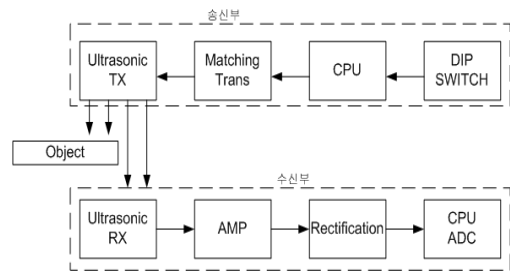 송신부
Ultrasonic
TX
Matching
Trans
CPU
DIP
SWITCH
Object
수신부
Ultrasonic
RX
AMP
Rectification
CPU
ADC